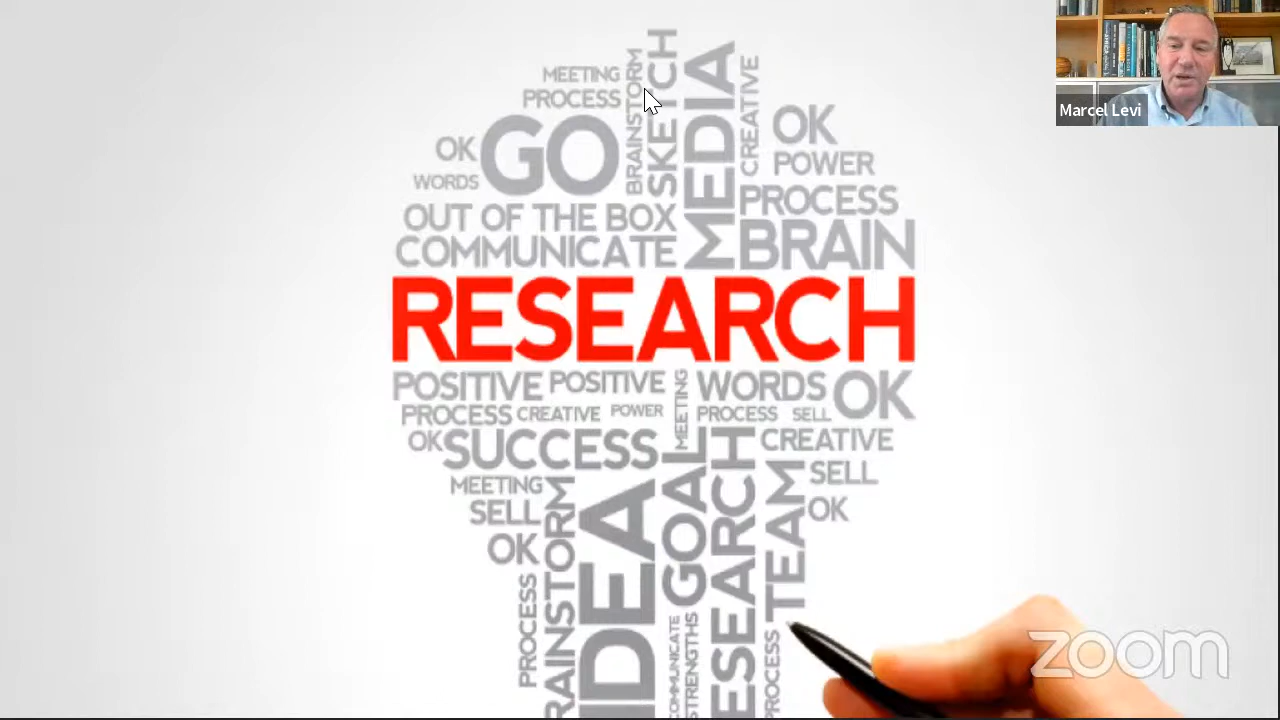 MEETING
PROCESS
BRAINSTORM
SKETCH
MEDIA
CREATIVE
OK
GO
WORDS
OK
POWER
OUT OF THE BOX
PROCESS
COMMUNICATE
BRAIN
RESEARCH
POSITIVE
POSITIVE
MEETING
WORDS
OK
PROCESS
CREATIVE
POWER
PROCESS
SELL
OK
SUCCESS
GOAL
RESEARCH
CREATIVE
MEETING
TEAM
SELL
SELL
OK
OK
BRAINSTORM
IDEA
PROCESS
COMMUNICATE
STRENGTHS
PROCESS
Marcel Levi
zoom